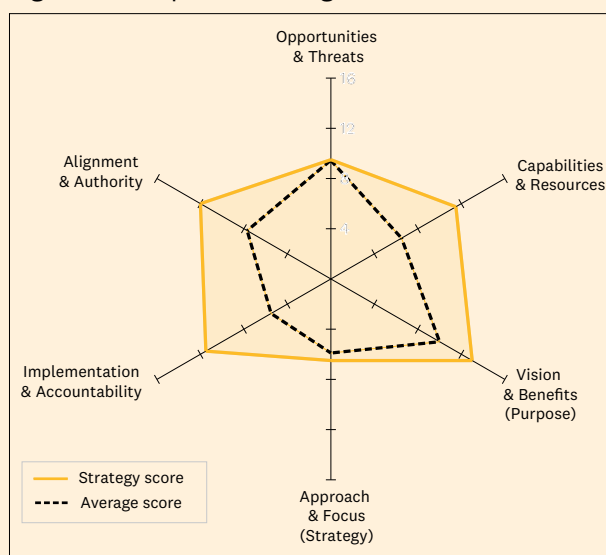 Opportunities
& Threats
16
12
8
4
Alignment
& Authority
Capabilities
& Resources
Implementation
& Accountability
Vision
& Benefits
(Purpose)
Strategy score
Average score
Approach
& Focus
(Strategy)